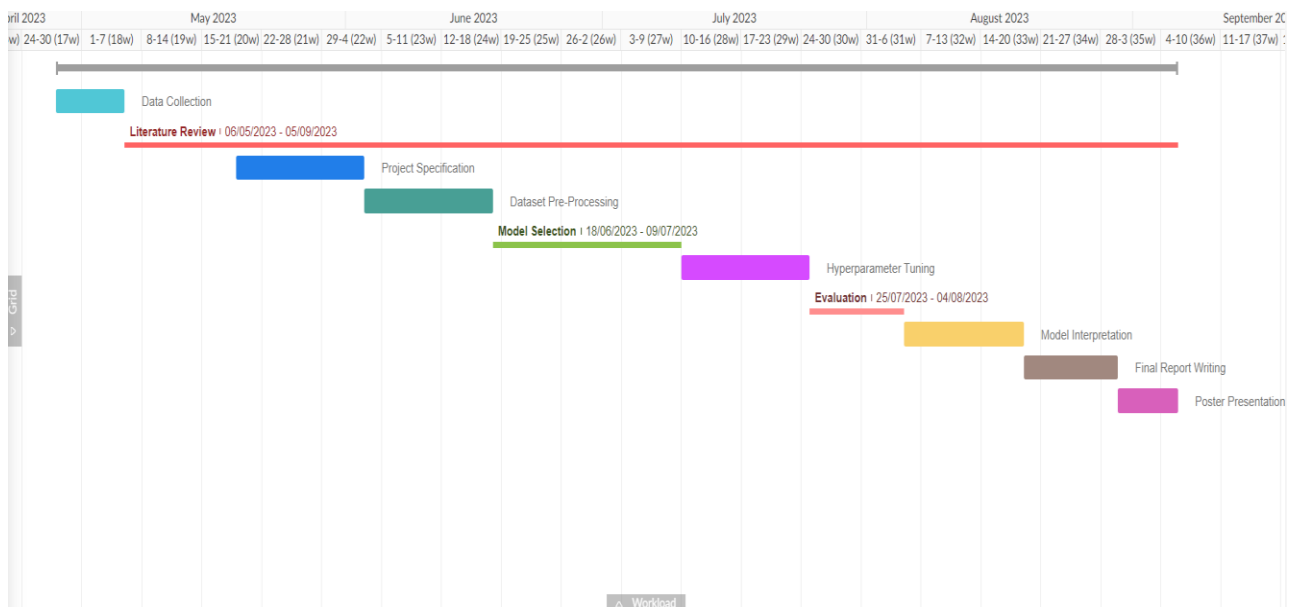 pril 2023 May 2023 June 2023 July 2023 August 2023 September 20
w) 24-30 (17w) 1-7 (18w) 8-14 (19w) 15-21 (20w) 22-28 (21w) 29-4 (22w) 5-11 (23w) 12-18 (24w) 19-25 (25w) 26-2 (26w) 3-9 (27w) 10-16 (28w) 17-23 (29w) 24-30 (30w) 31-6 (31w) 7-13 (32w) 14-20 (33w) 21-27 (34w) 28-3 (35w) 4-10 (36w) 11-17 (37w)
Data Collection
Literature Review 06/05/2023 - 05/09/2023
Project Specification
Dataset Pre-Processing
Model Selection 18/06/2023 - 09/07/2023
Hyperparameter Tuning
Grid
Evaluation 25/07/2023 - 04/08/2023
Model Interpretation
Final Report Writing
Poster Presentation
Workload